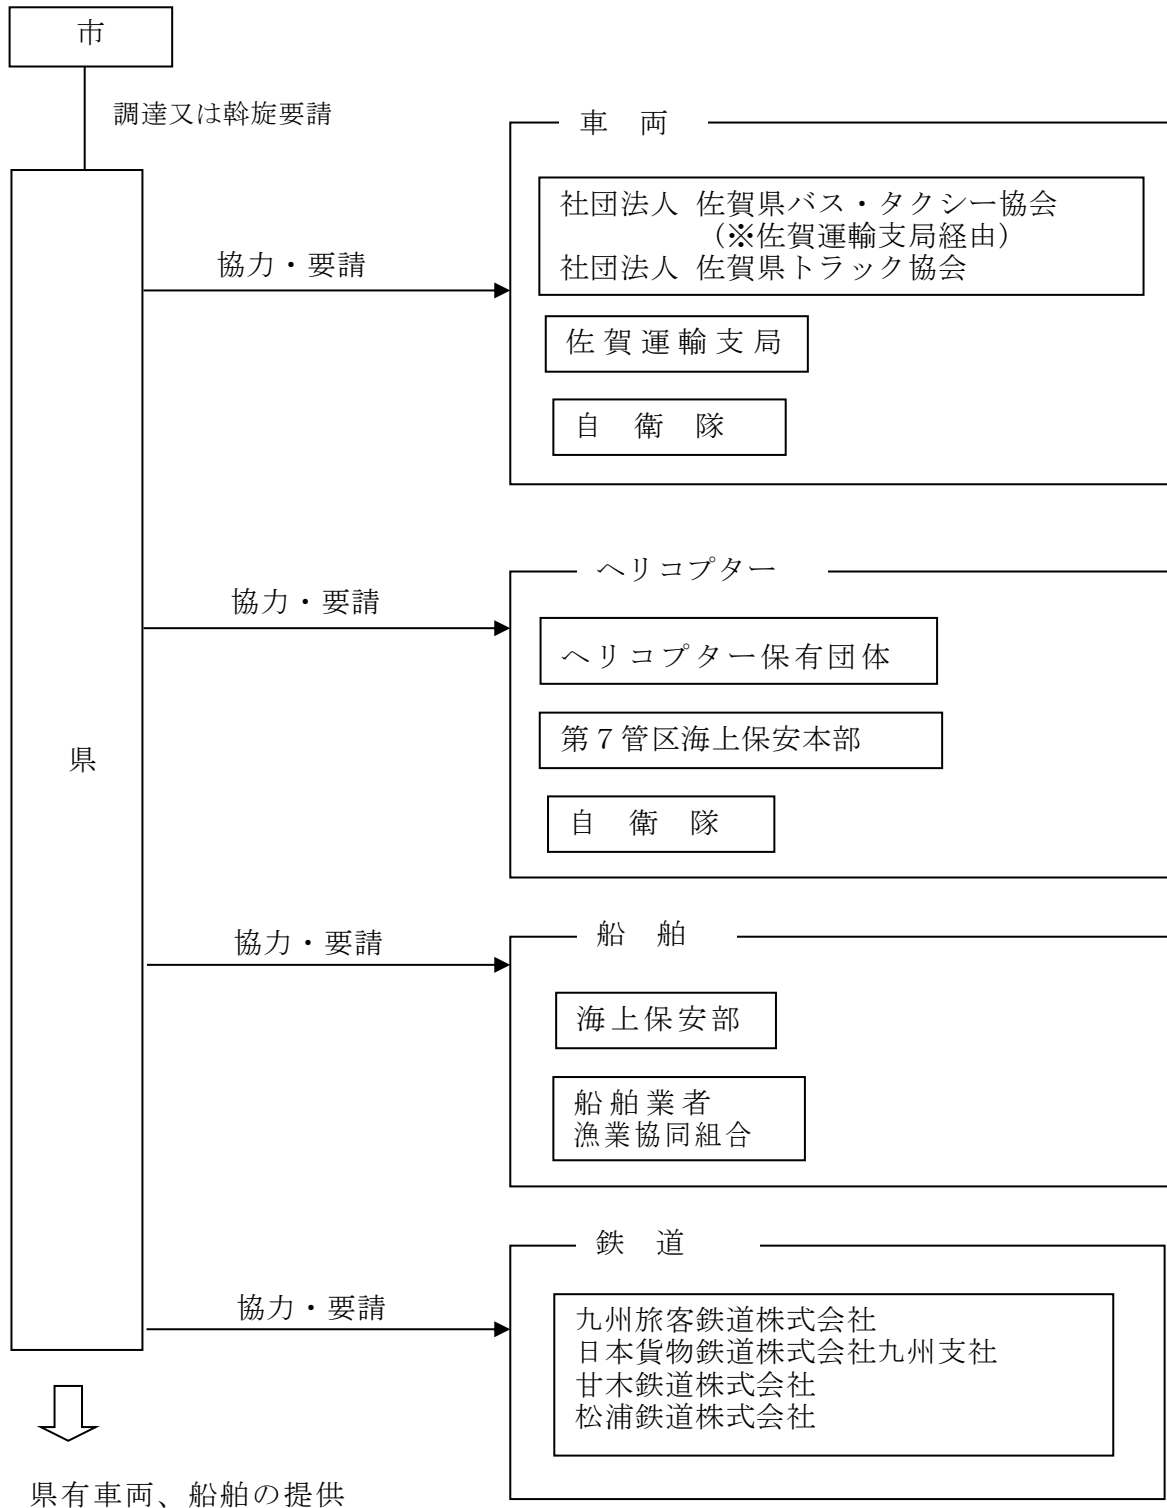 市
調達又は斡旋要請
県
協力・要請
車　両
社団法人 佐賀県バス・タクシー協会
（※佐賀運輸支局経由）
社団法人 佐賀県トラック協会
佐賀運輸支局
自　衛　隊
協力・要請
ヘリコプター
ヘリコプター保有団体
第７管区海上保安本部
自　衛　隊
協力・要請
船　舶
海上保安部
船舶業者
漁業協同組合
協力・要請
鉄　道
九州旅客鉄道株式会社
日本貨物鉄道株式会社九州支社
甘木鉄道株式会社
松浦鉄道株式会社
県有車両、船舶の提供